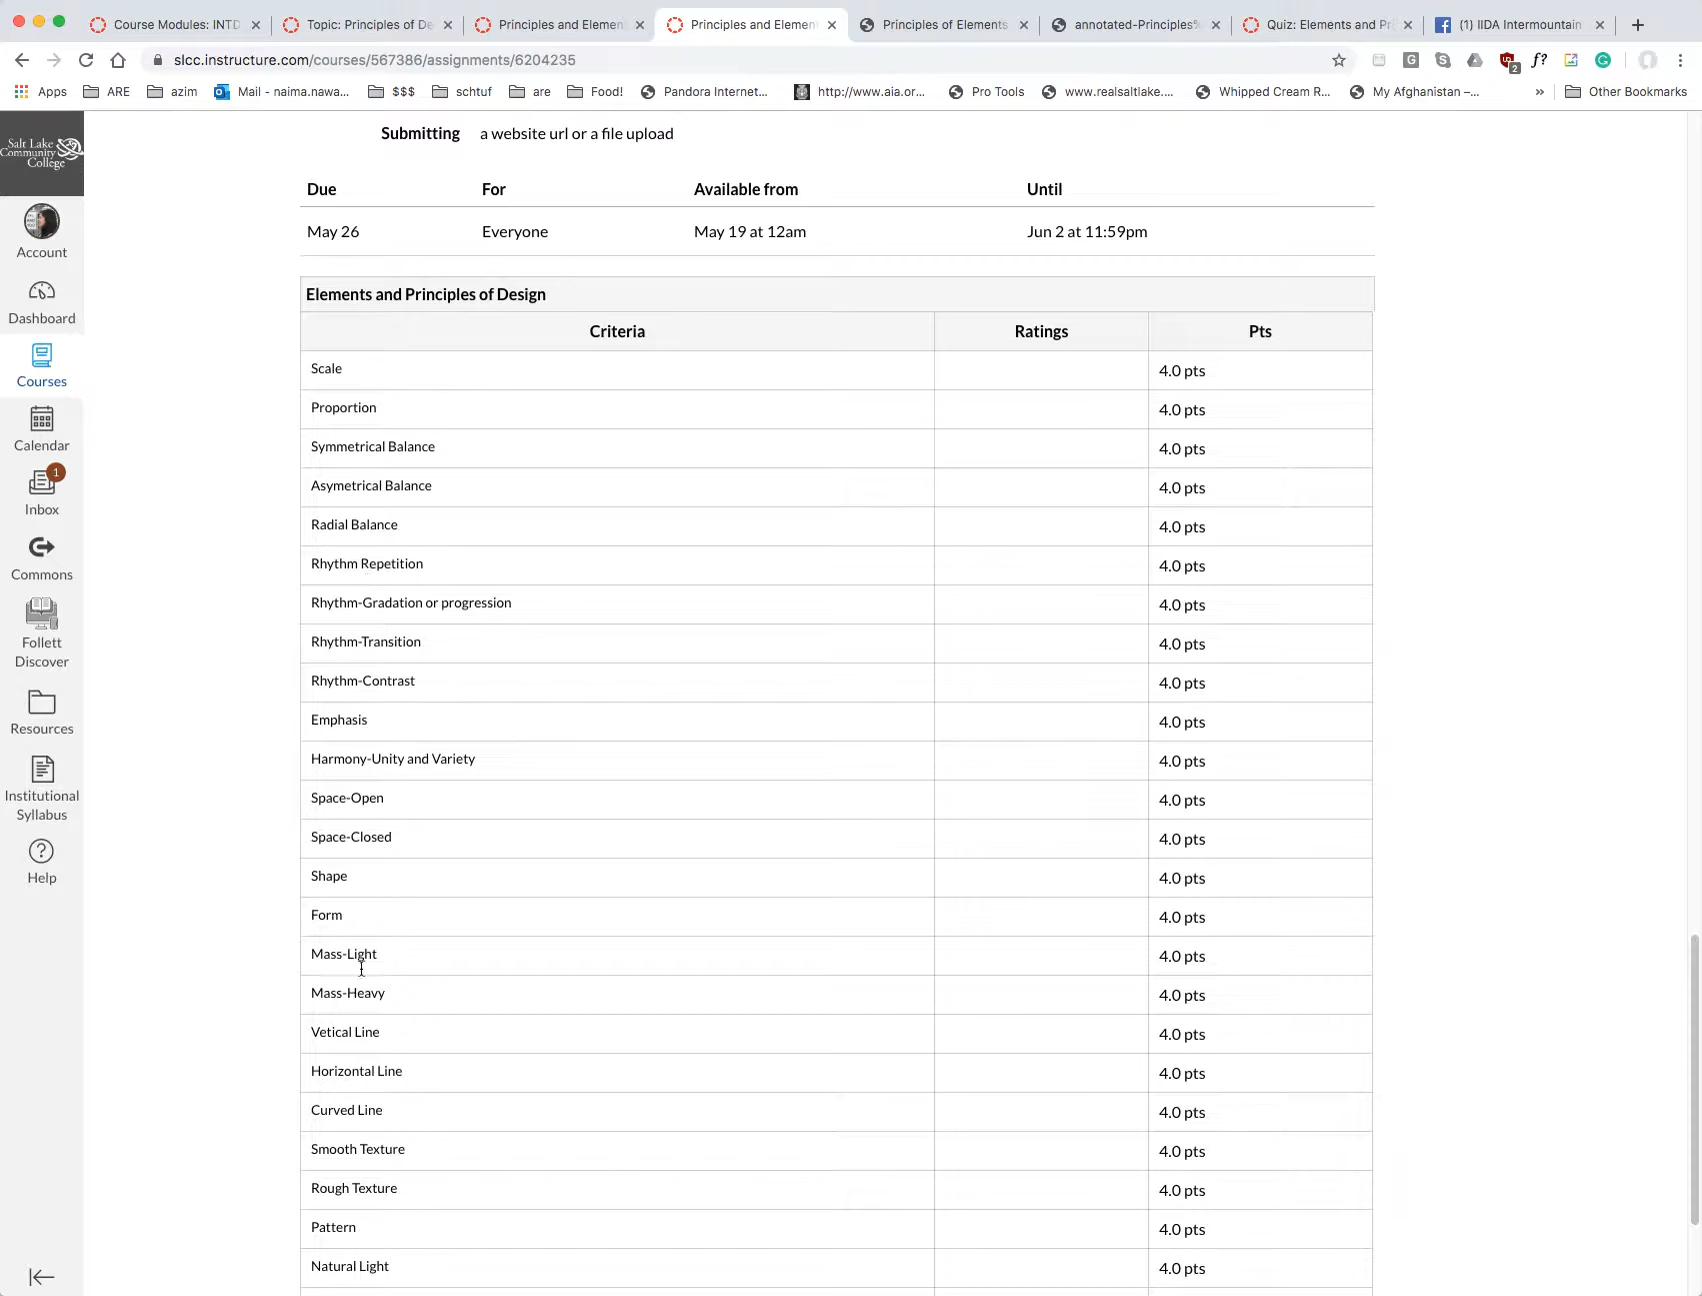 Course Modules: INTD
Topic: Principles of De
Principles and Elemen
Principles and Elemen
Principles of Elements
annotated-Principles%
Quiz: Elements and Pri
(1) IIDA Intermountain
slcc.instructure.com/courses/567386/assignments/6204235
G
S
2
f?
G
Apps
ARE
azim
Mail - naima.nawa...
$$$
schtuf
are
Food!
Pandora Internet...
http://www.aia.or...
Pro Tools
www.realsaltlake....
Whipped Cream R...
My Afghanistan –...
»
Other Bookmarks
Salt Lake
Community
College
Account
Dashboard
Courses
Calendar
1
Inbox
Commons
Follett
Discover
Resources
Institutional
Syllabus
Help
Submitting a website url or a file upload
Due For Available from Until
May 26 Everyone May 19 at 12am Jun 2 at 11:59pm
Elements and Principles of Design
Criteria Ratings Pts
Scale 4.0 pts
Proportion 4.0 pts
Symmetrical Balance 4.0 pts
Asymetrical Balance 4.0 pts
Radial Balance 4.0 pts
Rhythm Repetition 4.0 pts
Rhythm-Gradation or progression 4.0 pts
Rhythm-Transition 4.0 pts
Rhythm-Contrast 4.0 pts
Emphasis 4.0 pts
Harmony-Unity and Variety 4.0 pts
Space-Open 4.0 pts
Space-Closed 4.0 pts
Shape 4.0 pts
Form 4.0 pts
Mass-Light 4.0 pts
Mass-Heavy 4.0 pts
Vetical Line 4.0 pts
Horizontal Line 4.0 pts
Curved Line 4.0 pts
Smooth Texture 4.0 pts
Rough Texture 4.0 pts
Pattern 4.0 pts
Natural Light 4.0 pts